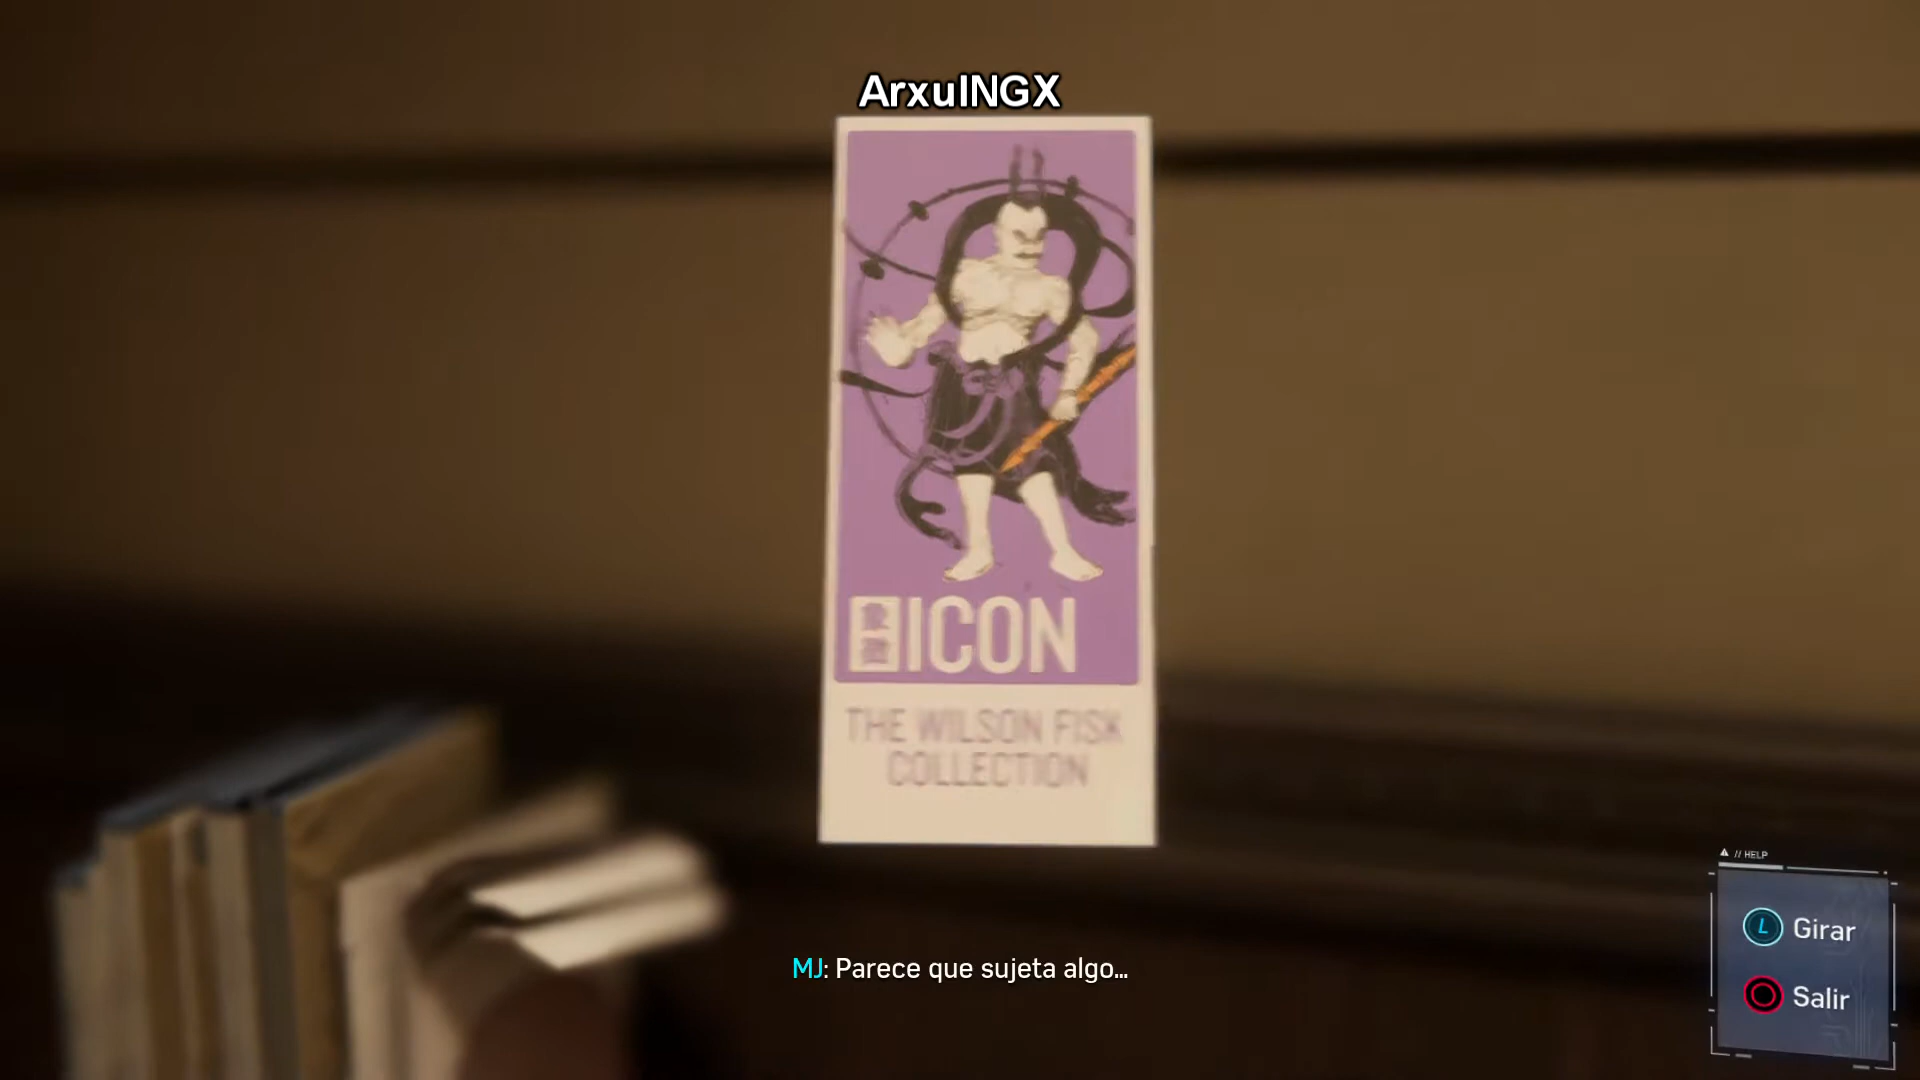 ArxuINGX
ICON
THE WILSON FISK
COLLECTION
MJ: Parece que sujeta algo...
// HELP
L Girar
Salir